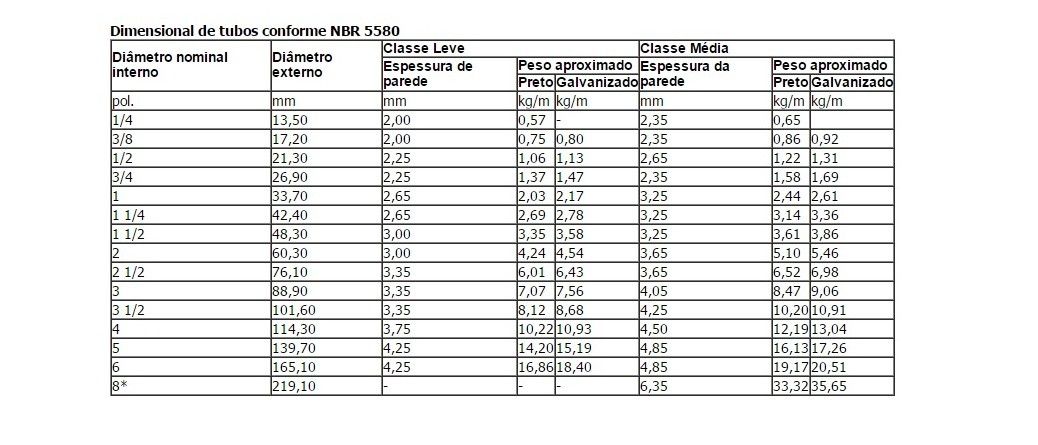 Dimensional de tubos conforme NBR 5580
Classe Leve Classe Média
Diâmetro nominal interno Diâmetro externo Espessura de parede Peso aproximado Espessura da parede Peso aproximado
Preto Galvanizado Preto Galvanizado
pol. mm mm kg/m kg/m mm kg/m kg/m
1/4 13,50 2,00 0,57 - 2,35 0,65
3/8 17,20 2,00 0,75 0,80 2,35 0,86 0,92
1/2 21,30 2,25 1,06 1,13 2,65 1,22 1,31
3/4 26,90 2,25 1,37 1,47 2,35 1,58 1,69
1 33,70 2,65 2,03 2,17 3,25 2,44 2,61
1 1/4 42,40 2,65 2,69 2,78 3,25 3,14 3,36
1 1/2 48,30 3,00 3,35 3,58 3,25 3,61 3,86
2 60,30 3,00 4,24 4,54 3,65 5,10 5,46
2 1/2 76,10 3,35 6,01 6,43 3,65 6,52 6,98
3 88,90 3,35 7,07 7,56 4,05 8,47 9,06
3 1/2 101,60 3,35 8,12 8,68 4,25 10,20 10,91
4 114,30 3,75 10,22 10,93 4,50 12,19 13,04
5 139,70 4,25 14,20 15,19 4,85 16,13 17,26
6 165,10 4,25 16,86 18,40 4,85 19,17 20,51
8* 219,10 - - - 6,35 33,32 35,65